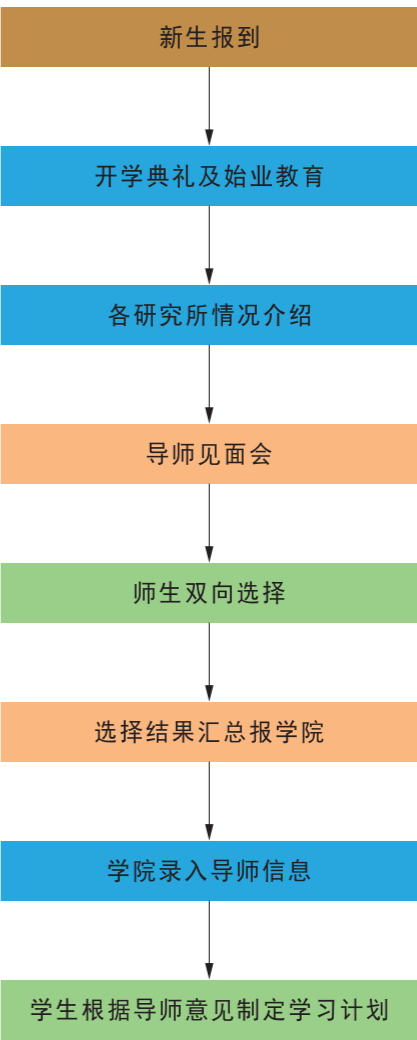 新生报到
开学典礼及始业教育
各研究所情况介绍
导师见面会
师生双向选择
选择结果汇总报学院
学院录入导师信息
学生根据导师意见制定学习计划